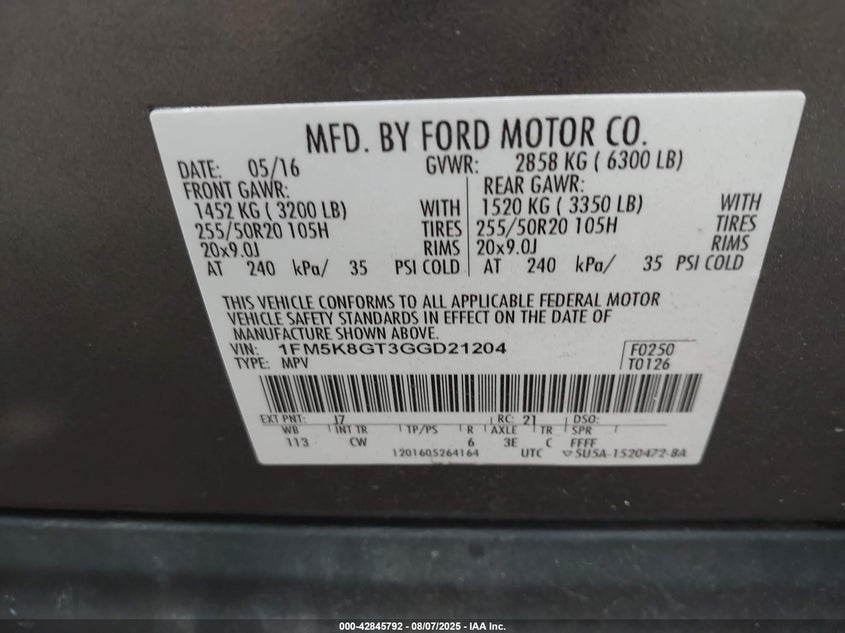 MFD. BY FORD MOTOR CO.
DATE: 05/16 GVWR: 2858 KG ( 6300 LB)
FRONT GAWR: REAR GAWR:
1452 KG ( 3200 LB) WITH 1520 KG ( 3350 LB) WITH
255/50R20 105H TIRES 255/50R20 105H TIRES
20x9.0J RIMS 20x9.0J RIMS
AT 240 kPa/ 35 PSI COLD AT 240 kPa/ 35 PSI COLD
THIS VEHICLE CONFORMS TO ALL APPLICABLE FEDERAL MOTOR
VEHICLE SAFETY STANDARDS IN EFFECT ON THE DATE OF
MANUFACTURE SHOWN ABOVE.
VIN: 1FM5K8GT3GGD21204 F0250
TYPE: MPV T0126
EXT PNT: J7 RC: 21 DSO:
WB INT TR TP/PS R AXLE TR SPR
113 CW 6 3E C FFFF
1201605264164 UTC ▽5U5A-1520472-8A
000-42845792 - 08/07/2025 - IAA Inc.